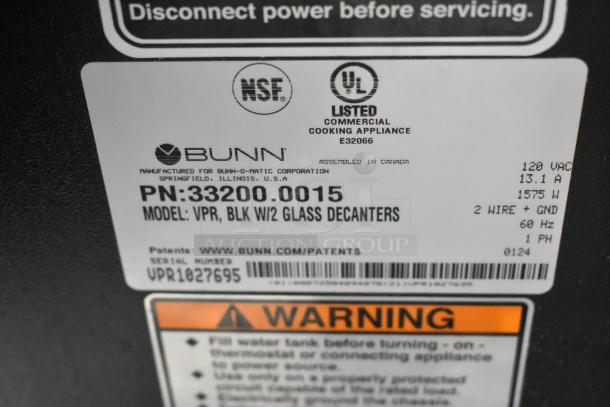 Disconnect power before servicing.
NSF®
UL®
LISTED
COMMERCIAL
COOKING APPLIANCE
E32066
BUNN®
ASSEMBLED IN CANADA
MANUFACTURED FOR BUNN-O-MATIC CORPORATION
SPRINGFIELD, ILLINOIS, U.S.A
PN:33200.0015
MODEL: VPR, BLK W/2 GLASS DECANTERS
120 VAC
13.1 A
1575 W
2 WIRE + GND
60 Hz
1 PH
0124
Patents: WWW.BUNN.COM/PATENTS
SERIAL NUMBER
VPR1027695
WARNING
Fill water tank before turning - on -
thermostat or connecting appliance
to power source.
Use only on a properly protected
circuit capable of the rated load.
Electrically ground the chassis.